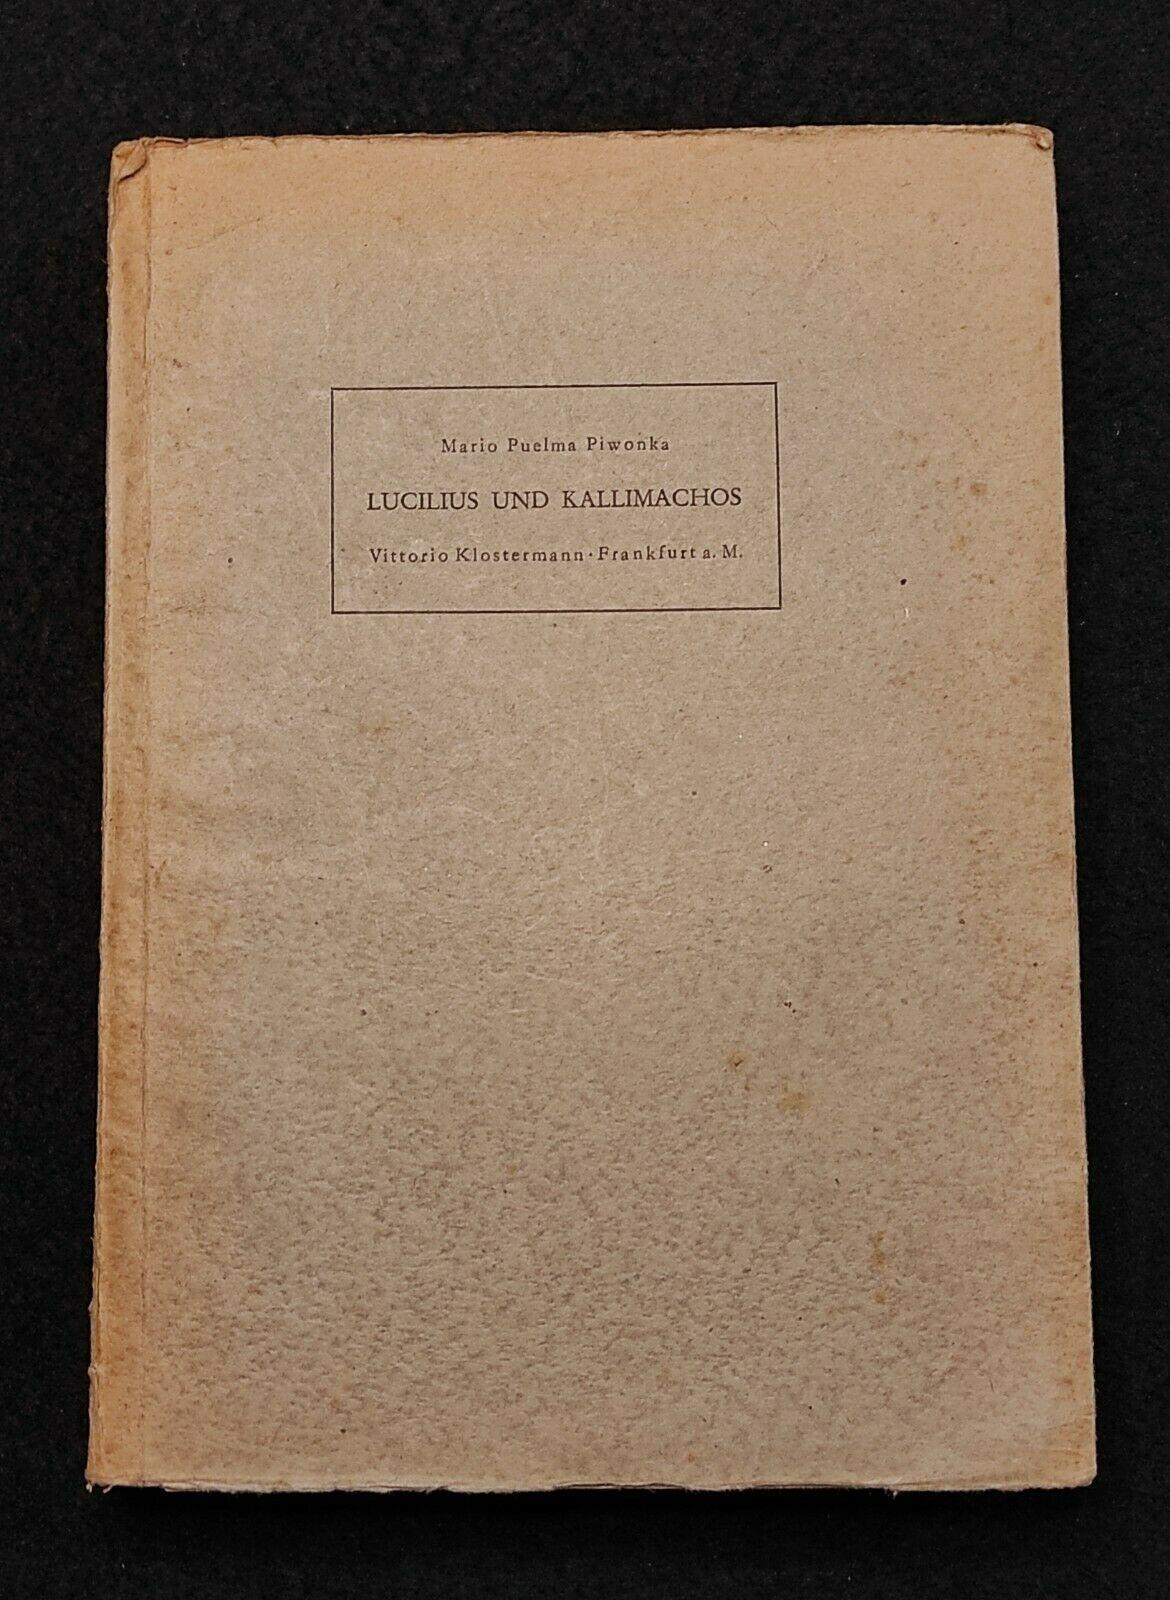 Mario Puelma Piwonka
LUCILIUS UND KALLIMACHOS
Vittorio Klostermann · Frankfurt a. M.